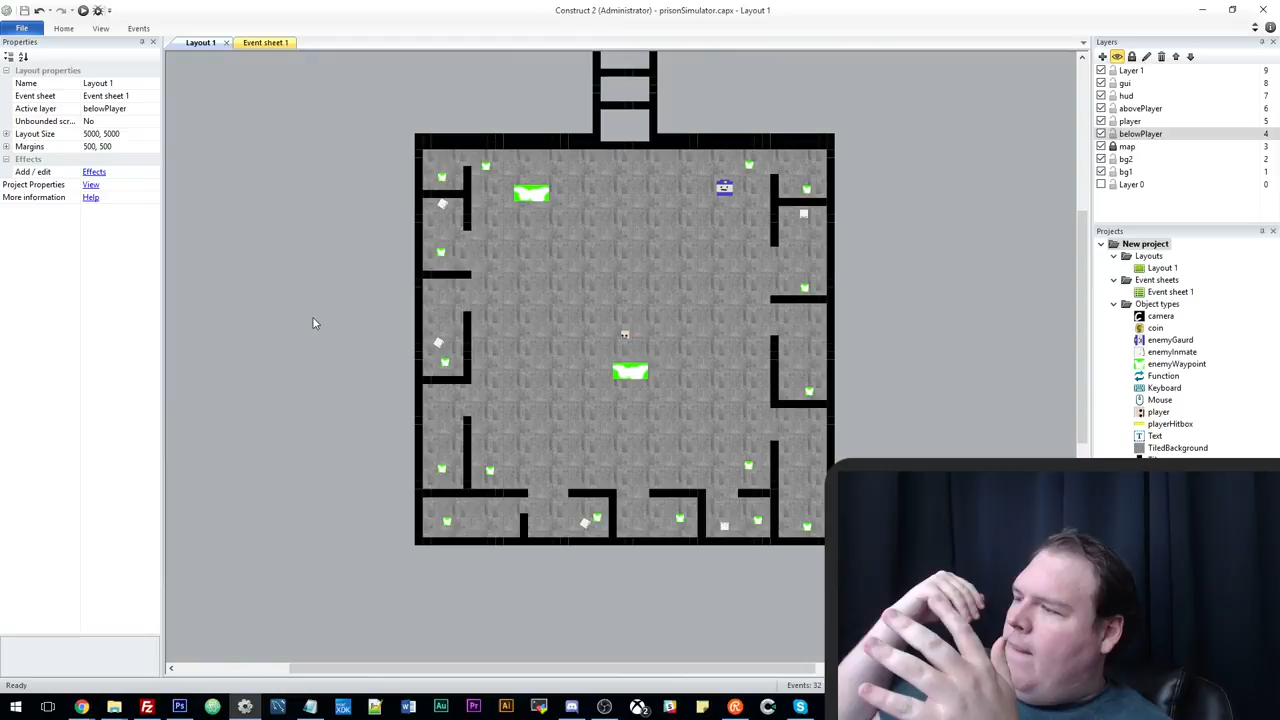 Construct 2 (Administrator) - prisonSimulator.capx - Layout 1
File
Home
View
Events
Properties
Layout properties
Name
Layout 1
Event sheet
Event sheet 1
Active layer
belowPlayer
Unbounded scr...
No
Layout Size
5000, 5000
Margins
500, 500
Effects
Add / edit
Effects
Project Properties
View
More information
Help
Layout 1
Event sheet 1
Layers
Layer 1
9
gui
8
hud
7
abovePlayer
6
player
5
belowPlayer
4
map
3
bg2
2
bg1
1
Layer 0
0
Projects
New project
Layouts
Layout 1
Event sheets
Event sheet 1
Object types
camera
coin
enemyGaurd
enemyInmate
enemyWaypoint
Function
Keyboard
Mouse
player
playerHitbox
Text
TiledBackground
Ready
Events: 32